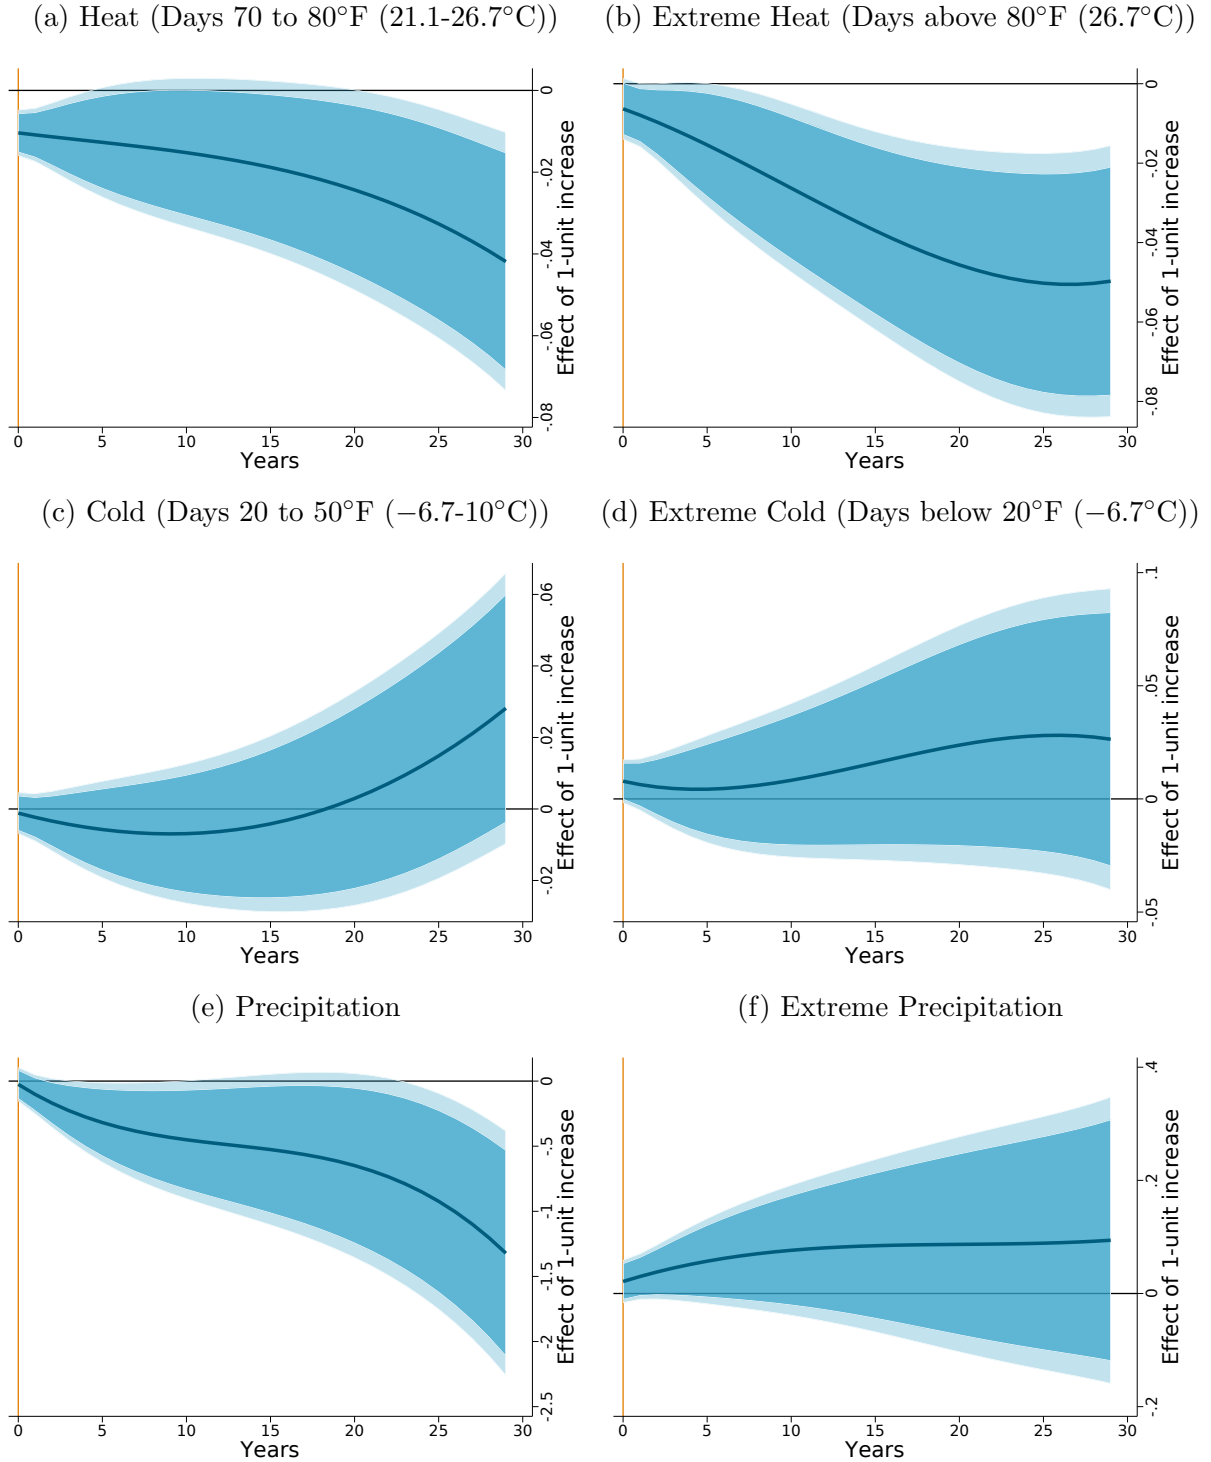 (a) Heat (Days 70 to 80°F (21.1-26.7°C))
0
-.02
-.04
-.06
-.08
Effect of 1-unit increase
0 5 10 15 20 25 30
Years
(b) Extreme Heat (Days above 80°F (26.7°C)
0
-.02
-.04
-.06
-.08
Effect of 1-unit increase
0 5 10 15 20 25 30
Years
(c) Cold (Days 20 to 50°F (−6.7-10°C))
.06
.04
.02
0
-.02
Effect of 1-unit increase
0 5 10 15 20 25 30
Years
(d) Extreme Cold (Days below 20°F (−6.7°C))
.1
.05
0
-.05
Effect of 1-unit increase
0 5 10 15 20 25 30
Years
(e) Precipitation
0
-.5
-1
-1.5
-2
-2.5
Effect of 1-unit increase
0 5 10 15 20 25 30
Years
(f) Extreme Precipitation
.4
.2
0
-.2
Effect of 1-unit increase
0 5 10 15 20 25 30
Years